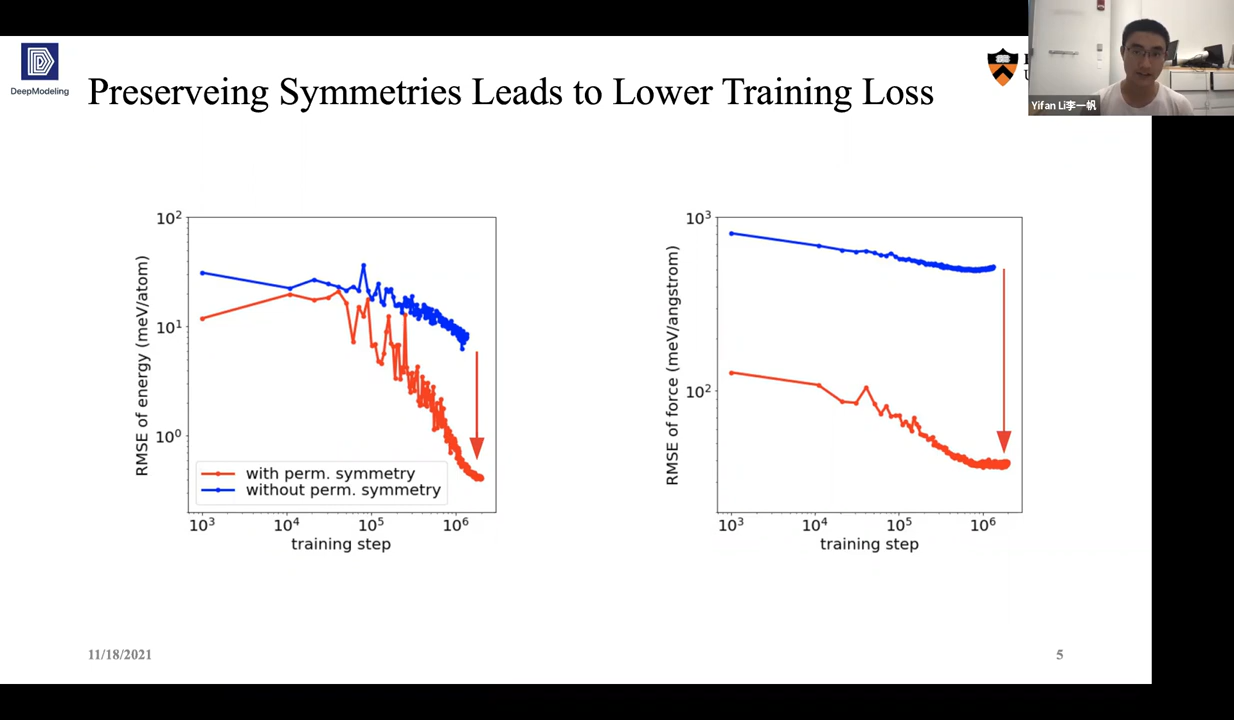 DeepModeling
Preserveing Symmetries Leads to Lower Training Loss
Yifan Li李一帆
RMSE of energy (meV/atom)
10²
10¹
10⁰
with perm. symmetry
without perm. symmetry
10³ 10⁴ 10⁵ 10⁶
training step
RMSE of force (meV/angstrom)
10³
10²
10³ 10⁴ 10⁵ 10⁶
training step
11/18/2021
5